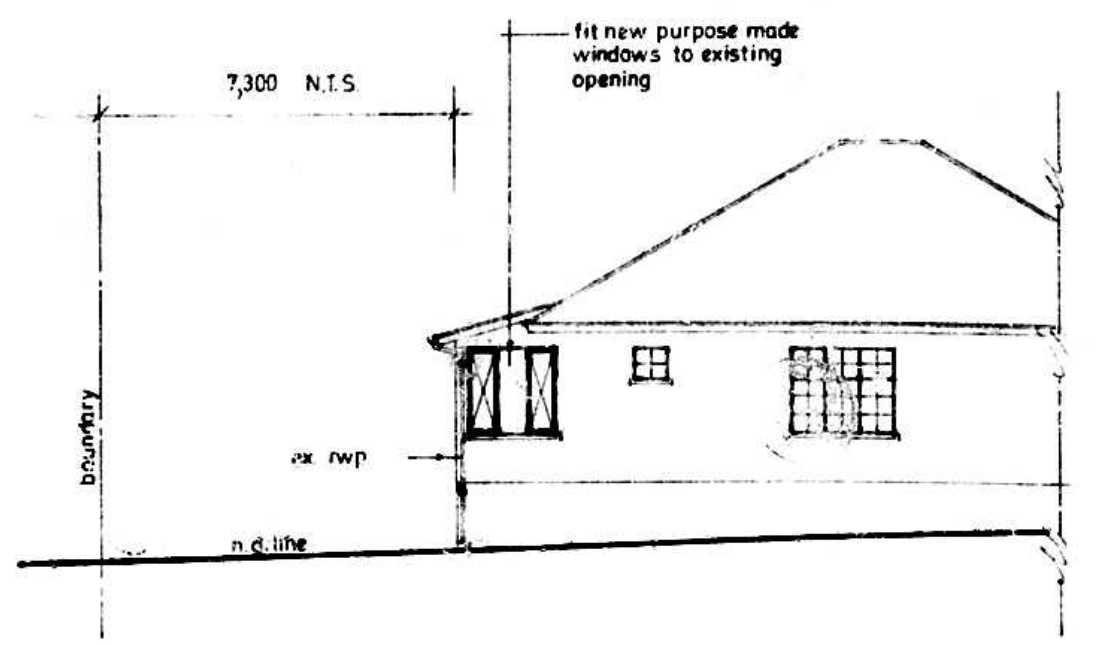 fit new purpose made
windows to existing
opening
7,300 N.T.S.
boundary
ex. rwp
n.g. line